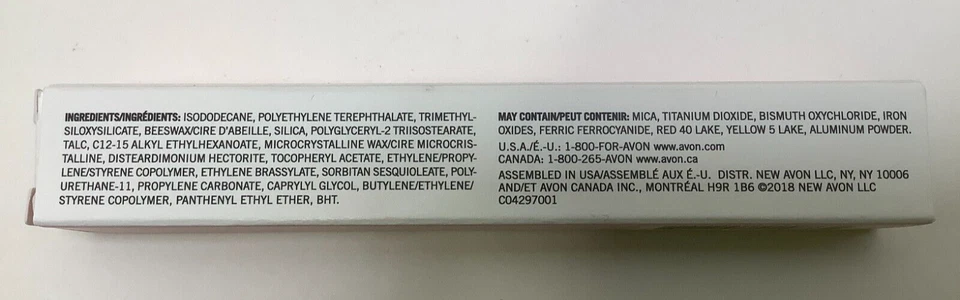 INGREDIENTS/INGRÉDIENTS: ISODODECANE, POLYETHYLENE TEREPHTHALATE, TRIMETHYL-
SILOXYSILICATE, BEESWAX/CIRE D'ABEILLE, SILICA, POLYGLYCERYL-2 TRIISOSTEARATE,
TALC, C12-15 ALKYL ETHYLHEXANOATE, MICROCRYSTALLINE WAX/CIRE MICROCRIS-
TALLINE, DISTEARDIMONIUM HECTORITE, TOCOPHERYL ACETATE, ETHYLENE/PROPY-
LENE/STYRENE COPOLYMER, ETHYLENE BRASSYLATE, SORBITAN SESQUIOLEATE, POLY-
URETHANE-11, PROPYLENE CARBONATE, CAPRYLYL GLYCOL, BUTYLENE/ETHYLENE/
STYRENE COPOLYMER, PANTHENYL ETHYL ETHER, BHT.
MAY CONTAIN/PEUT CONTENIR: MICA, TITANIUM DIOXIDE, BISMUTH OXYCHLORIDE, IRON
OXIDES, FERRIC FERROCYANIDE, RED 40 LAKE, YELLOW 5 LAKE, ALUMINUM POWDER.
U.S.A./É.-U.: 1-800-FOR-AVON www.avon.com
CANADA: 1-800-265-AVON www.avon.ca
ASSEMBLED IN USA/ASSEMBLÉ AUX É.-U. DISTR. NEW AVON LLC, NY, NY 10006
AND/ET AVON CANADA INC., MONTRÉAL H9R 1B6 ©2018 NEW AVON LLC
C04297001